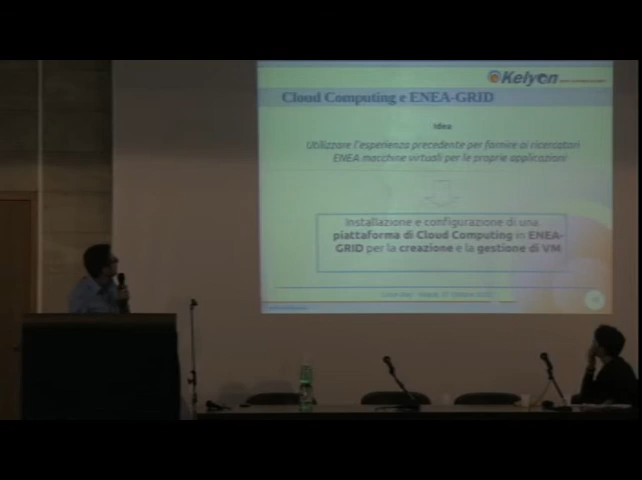 Kelyon
Cloud Computing e ENEA-GRID
Idea
Utilizzare l'esperienza precedente per fornire ai ricercatori
ENEA macchine virtuali per le proprie applicazioni
Installazione e configurazione di una
piattaforma di Cloud Computing in ENEA-
GRID per la creazione e la gestione di VM